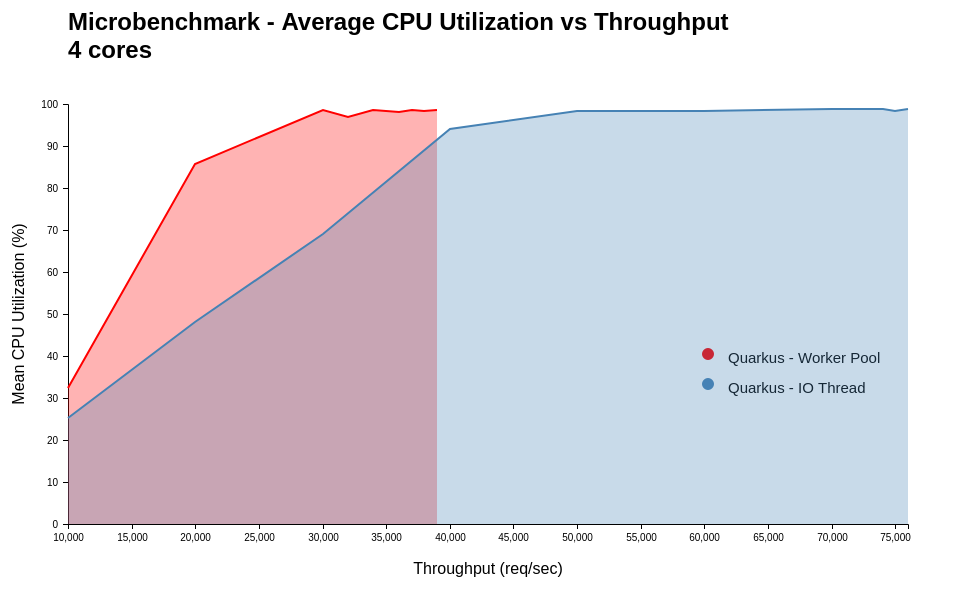 Microbenchmark - Average CPU Utilization vs Throughput
4 cores
100
90
80
70
60
50
40
30
20
10
0
Mean CPU Utilization (%)
Quarkus - Worker Pool
Quarkus - IO Thread
10,000 15,000 20,000 25,000 30,000 35,000 40,000 45,000 50,000 55,000 60,000 65,000 70,000 75,000
Throughput (req/sec)